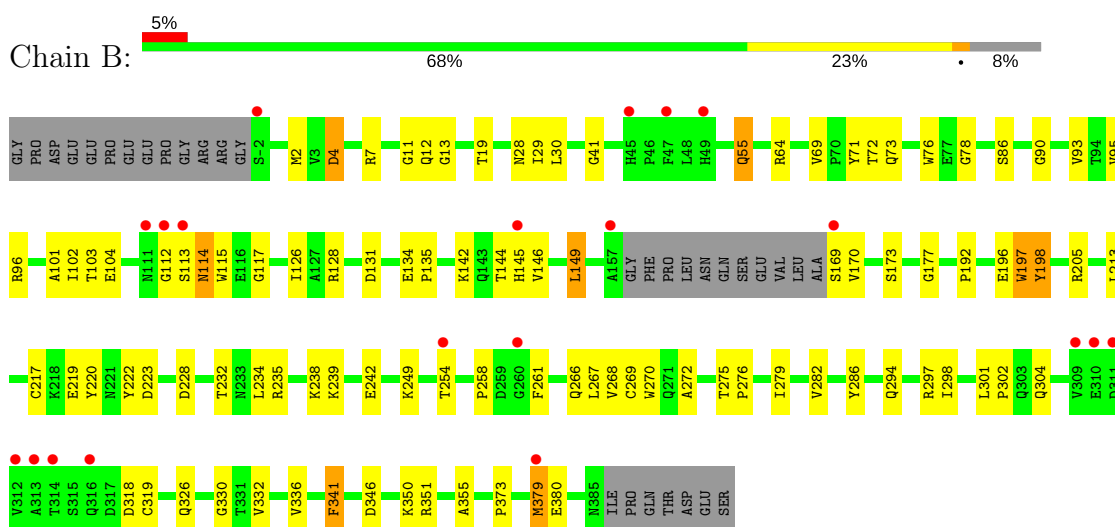 5%
Chain B:
68% 23% • 8%
GLY PRO ASP GLU GLU PRO GLU GLU PRO GLY ARG ARG GLY S-2 M2 V3 D4 R7 G11 Q12 G13 T19 N28 I29 L30 G41 H45 P46 F47 L48 H49 Q55 R64 V69 P70 Y71 T72 Q73 W76 E77 G78 S86 G90 V93 T94 V95
R96 A101 I102 T103 E104 N111 G112 S113 N114 W115 E116 G117 I126 A127 R128 D131 E134 P135 K142 Q143 T144 H145 V146 L149 A157 GLY PHE PRO LEU ASN GLN SER GLU VAL LEU ALA S169 V170 S173 G177 P192 E196 W197 Y198 R205 L213
C217 K218 E219 Y220 N221 Y222 D223 D228 T232 N233 L234 R235 K238 K239 E242 K249 T254 P258 D259 G260 F261 Q266 L267 V268 C269 W270 Q271 A272 T275 P276 I279 V282 Y286 Q294 R297 I298 L301 P302 Q303 Q304 V309 E310 D311
V312 A313 T314 S315 Q316 D317 D318 C319 Q326 G330 T331 V332 V336 F341 D346 K350 R351 A355 P373 M379 E380 N385 ILE PRO GLN THR ASP GLU SER